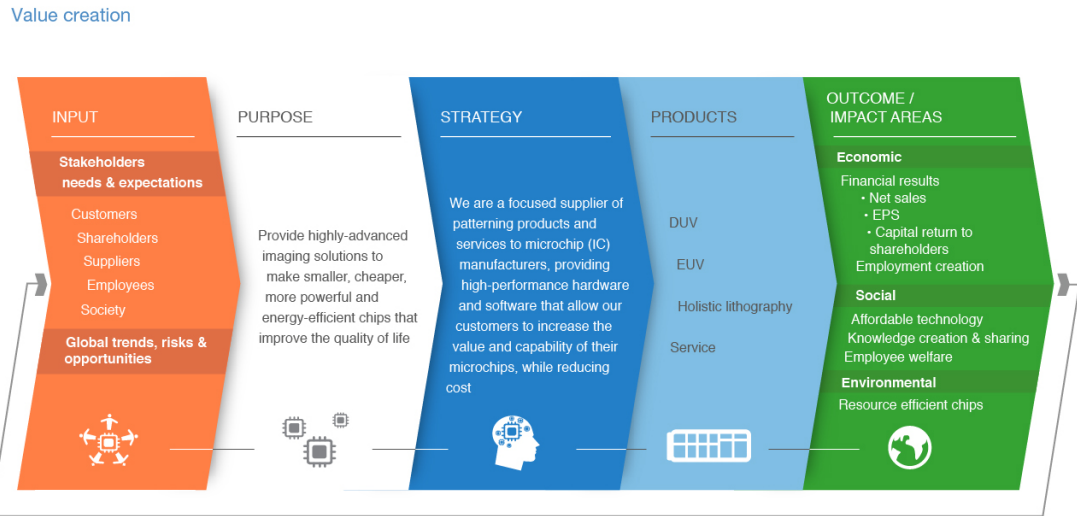 Value creation
INPUT
Stakeholders
needs & expectations
Customers
Shareholders
Suppliers
Employees
Society
Global trends, risks &
opportunities
PURPOSE
Provide highly-advanced
imaging solutions to
make smaller, cheaper,
more powerful and
energy-efficient chips that
improve the quality of life
STRATEGY
We are a focused supplier of
patterning products and
services to microchip (IC)
manufacturers, providing
high-performance hardware
and software that allow our
customers to increase the
value and capability of their
microchips, while reducing
cost
PRODUCTS
DUV
EUV
Holistic lithography
Service
OUTCOME /
IMPACT AREAS
Economic
Financial results
• Net sales
• EPS
• Capital return to
shareholders
Employment creation
Social
Affordable technology
Knowledge creation & sharing
Employee welfare
Environmental
Resource efficient chips